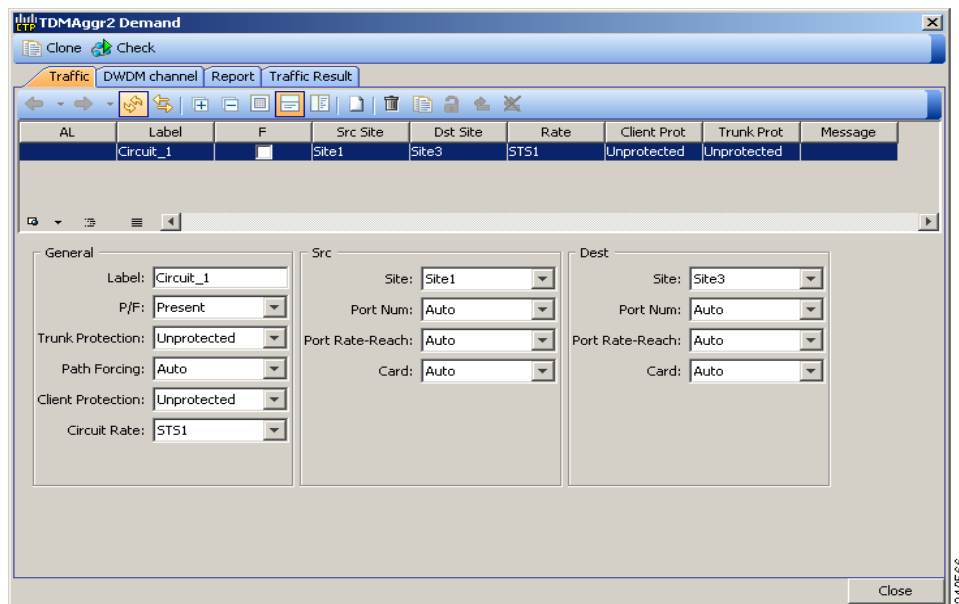 CTP TDMAggr2 Demand
Clone Check
Traffic DWDM channel Report Traffic Result
AL Label F Src Site Dst Site Rate Client Prot Trunk Prot Message
Circuit_1 Site1 Site3 STS1 Unprotected Unprotected
General
Label: Circuit_1
P/F: Present
Trunk Protection: Unprotected
Path Forcing: Auto
Client Protection: Unprotected
Circuit Rate: STS1
Src
Site: Site1
Port Num: Auto
Port Rate-Reach: Auto
Card: Auto
Dest
Site: Site3
Port Num: Auto
Port Rate-Reach: Auto
Card: Auto
Close